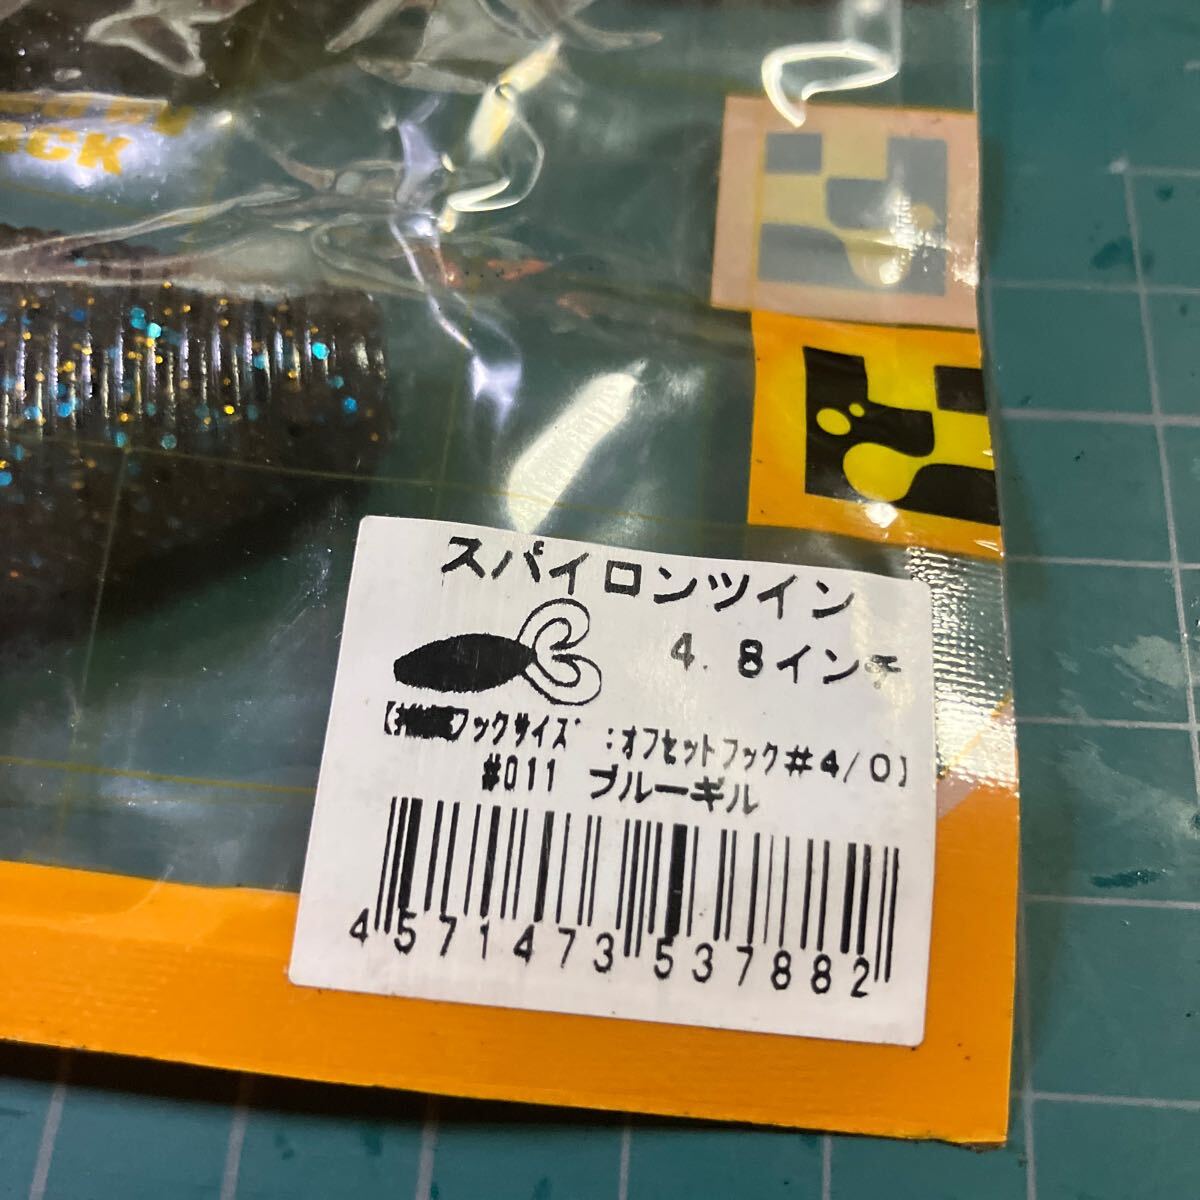 CK
スパイロンツイン
4.8インチ
フックサイズ:オフセットフック#4/0】
#011 ブルーギル
4571473537882